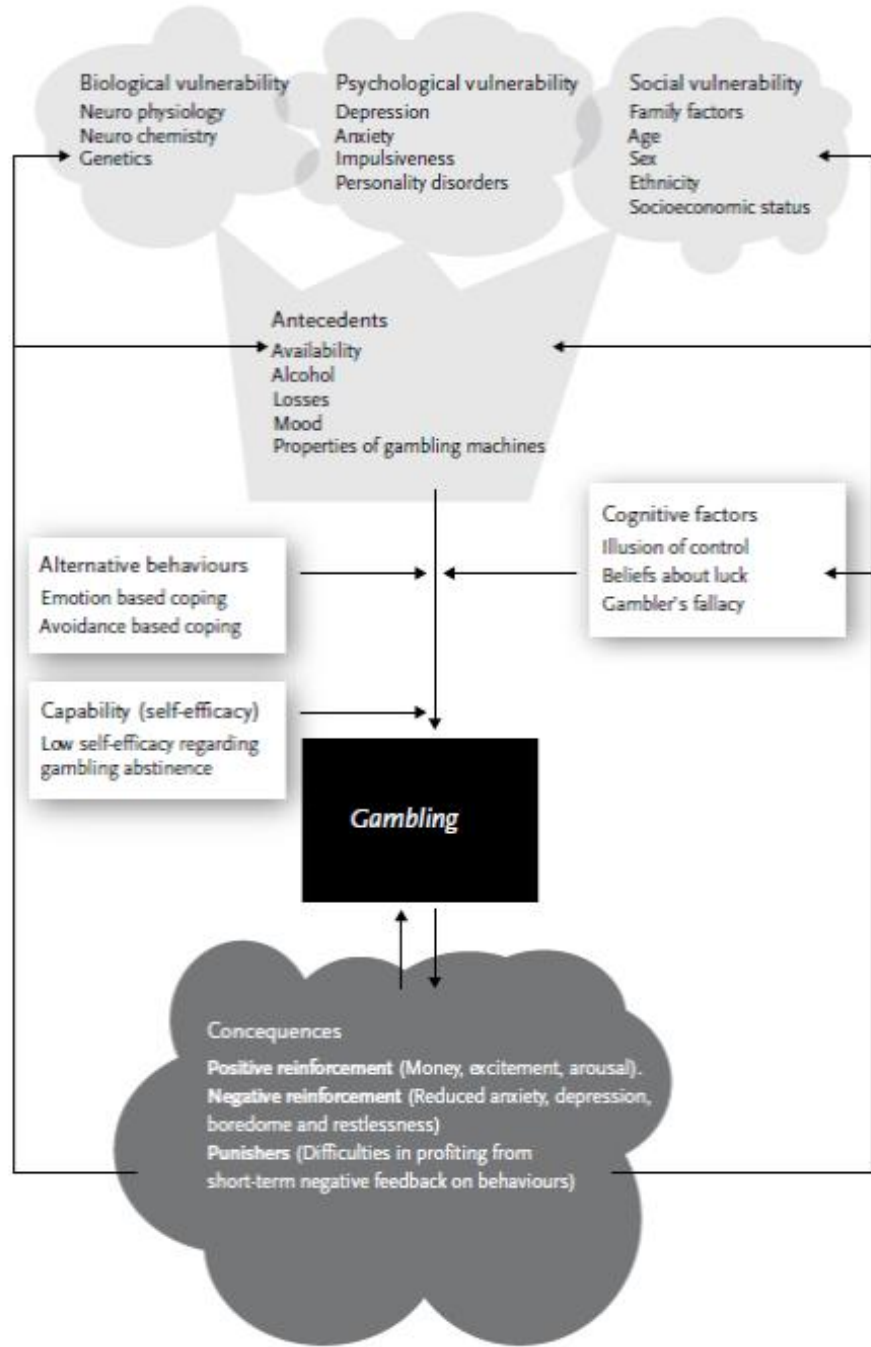 Biological vulnerability
Neuro physiology
Neuro chemistry
Genetics
Psychological vulnerability
Depression
Anxiety
Impulsiveness
Personality disorders
Social vulnerability
Family factors
Age
Sex
Ethnicity
Socioeconomic status
Antecedents
Availability
Alcohol
Losses
Mood
Properties of gambling machines
Alternative behaviours
Emotion based coping
Avoidance based coping
Cognitive factors
Illusion of control
Beliefs about luck
Gambler's fallacy
Capability (self-efficacy)
Low self-efficacy regarding
gambling abstinence
Gambling
Concequences
Positive reinforcement (Money, excitement, arousal).
Negative reinforcement (Reduced anxiety, depression,
boredome and restlessness)
Punishers (Difficulties in profiting from
short-term negative feedback on behaviours)